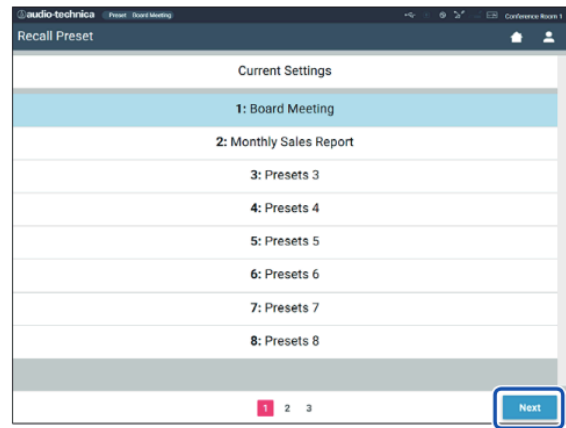 audio-technica Preset Board Meeting Conference Room 1
Recall Preset
Current Settings
1: Board Meeting
2: Monthly Sales Report
3: Presets 3
4: Presets 4
5: Presets 5
6: Presets 6
7: Presets 7
8: Presets 8
1 2 3 Next